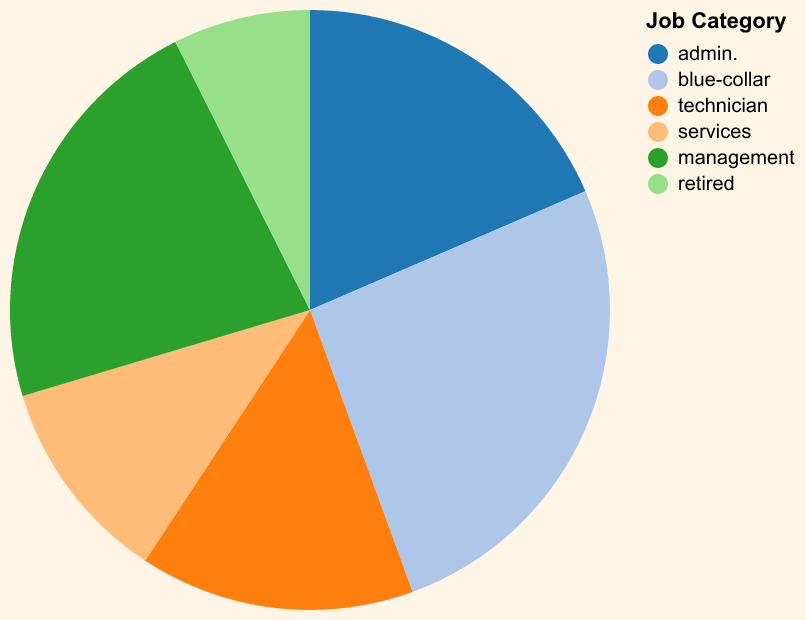 Job Category
admin.
blue-collar
technician
services
management
retired